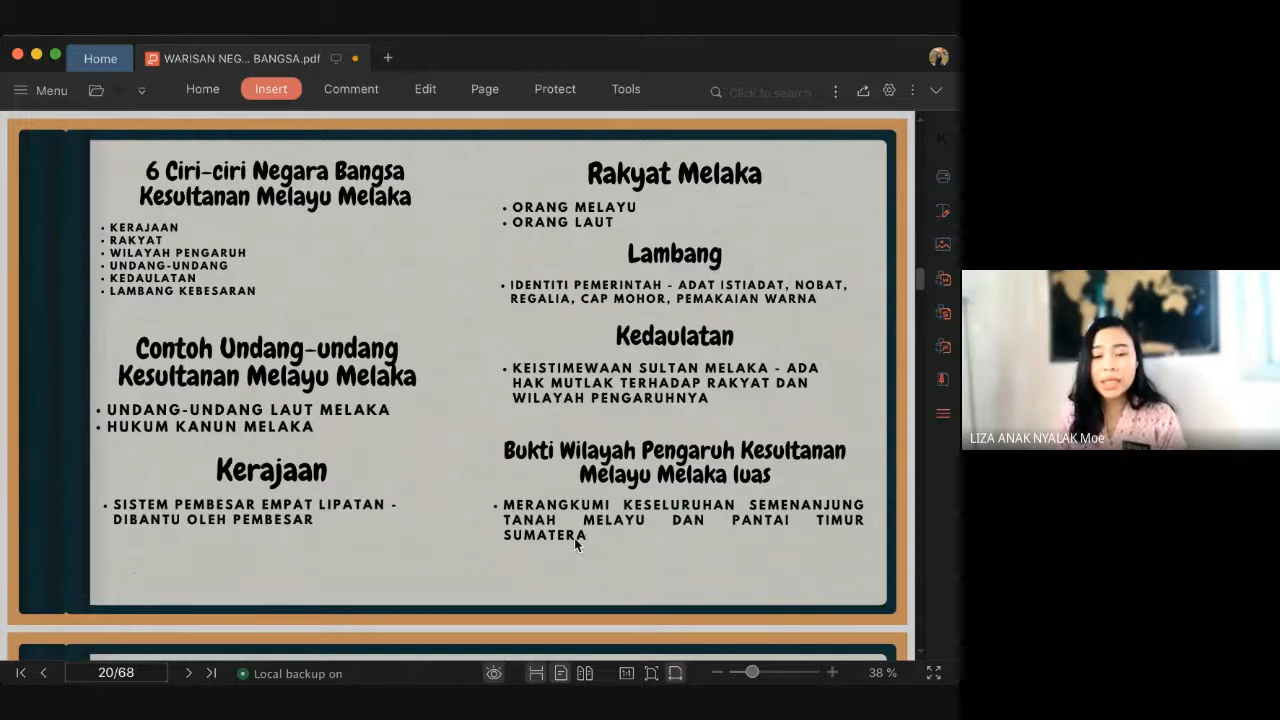 Home
WARISAN NEG... BANGSA.pdf
+
Menu
Home
Insert
Comment
Edit
Page
Protect
Tools
Click to search
6 Ciri-ciri Negara Bangsa
Kesultanan Melayu Melaka
• KERAJAAN
• RAKYAT
• WILAYAH PENGARUH
• UNDANG-UNDANG
• KEDAULATAN
• LAMBANG KEBESARAN
Contoh Undang-undang
Kesultanan Melayu Melaka
• UNDANG-UNDANG LAUT MELAKA
• HUKUM KANUN MELAKA
Kerajaan
• SISTEM PEMBESAR EMPAT LIPATAN -
DIBANTU OLEH PEMBESAR
Rakyat Melaka
• ORANG MELAYU
• ORANG LAUT
Lambang
• IDENTITI PEMERINTAH - ADAT ISTIADAT, NOBAT,
REGALIA, CAP MOHOR, PEMAKAIAN WARNA
Kedaulatan
• KEISTIMEWAAN SULTAN MELAKA - ADA
HAK MUTLAK TERHADAP RAKYAT DAN
WILAYAH PENGARUHNYA
Bukti Wilayah Pengaruh Kesultanan
Melayu Melaka luas
• MERANGKUMI KESELURUHAN SEMENANJUNG
TANAH MELAYU DAN PANTAI TIMUR
SUMATERA
LIZA ANAK NYALAK Moe
20/68
Local backup on
1:1
38 %